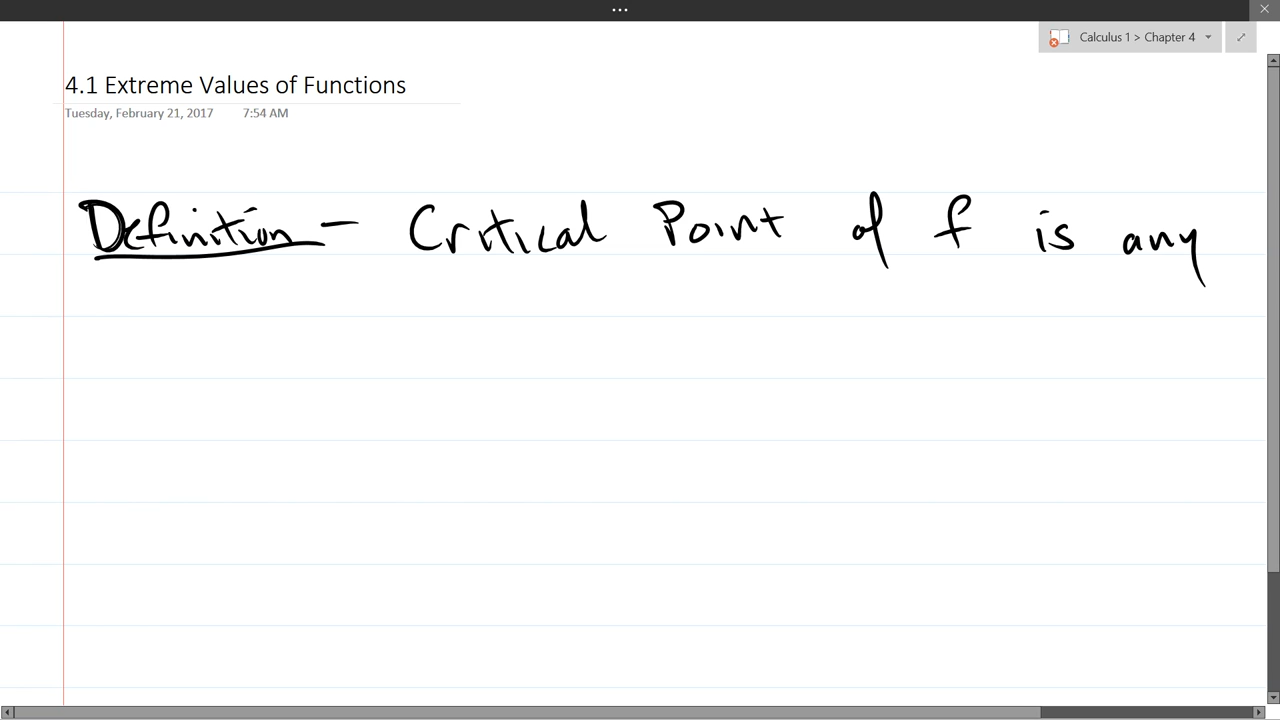 Calculus 1 > Chapter 4
4.1 Extreme Values of Functions
Tuesday, February 21, 2017 7:54 AM
Definition - Critical Point of f is any